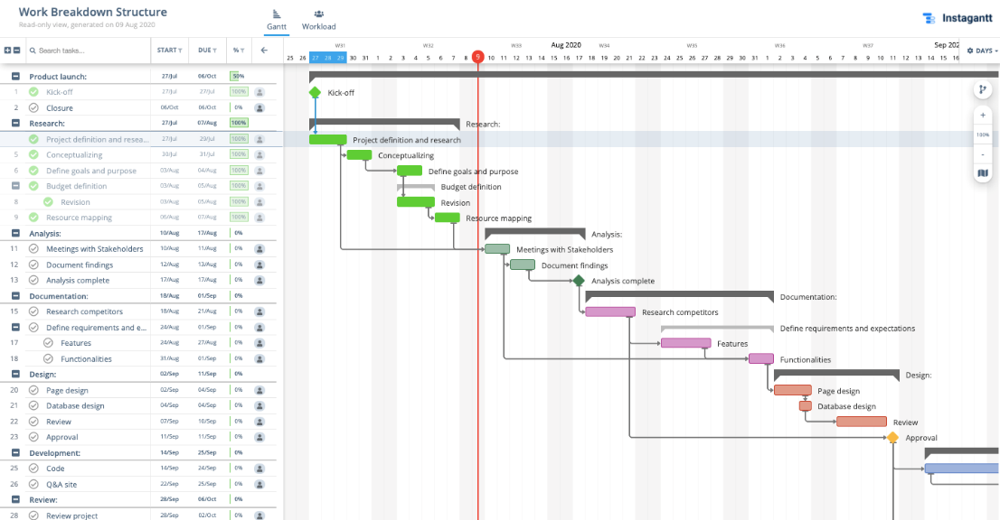 Work Breakdown Structure
Read-only view, generated on 09 Aug 2020
Gantt
Workload
Instagantt
Search tasks...
START
DUE
%
W31 W32 W33 Aug 2020 W34 W35 W36 W37 Sep 202
25 26 27 28 29 30 31 1 2 3 4 5 6 7 8 9 10 11 12 13 14 15 16 17 18 19 20 21 22 23 24 25 26 27 28 29 30 31 1 2 3 4 5 6 7 8 9 10 11 12 13 14 15 16
DAYS
Product launch: 27/Jul 06/Oct 50%
1 Kick-off 27/Jul 27/Jul 100%
Kick-off
2 Closure 06/Oct 06/Oct 0%
Research: 27/Jul 07/Aug 100%
Research:
Project definition and resea... 27/Jul 29/Jul 100%
Project definition and research
5 Conceptualizing 30/Jul 31/Jul 100%
Conceptualizing
6 Define goals and purpose 03/Aug 04/Aug 100%
Define goals and purpose
Budget definition 03/Aug 05/Aug 100%
Budget definition
8 Revision 03/Aug 05/Aug 100%
Revision
9 Resource mapping 06/Aug 07/Aug 100%
Resource mapping
Analysis: 10/Aug 17/Aug 0%
Analysis:
11 Meetings with Stakeholders 10/Aug 11/Aug 0%
Meetings with Stakeholders
12 Document findings 12/Aug 13/Aug 0%
Document findings
13 Analysis complete 17/Aug 17/Aug 0%
Analysis complete
Documentation: 18/Aug 01/Sep 0%
Documentation:
15 Research competitors 18/Aug 21/Aug 0%
Research competitors
Define requirements and e... 24/Aug 01/Sep 0%
Define requirements and expectations
17 Features 24/Aug 27/Aug 0%
Features
18 Functionalities 31/Aug 01/Sep 0%
Functionalities
Design: 02/Sep 11/Sep 0%
Design:
20 Page design 02/Sep 04/Sep 0%
Page design
21 Database design 04/Sep 04/Sep 0%
Database design
22 Review 07/Sep 10/Sep 0%
Review
23 Approval 11/Sep 11/Sep 0%
Approval
Development: 14/Sep 25/Sep 0%
25 Code 14/Sep 24/Sep 0%
26 Q&A site 22/Sep 25/Sep 0%
Review: 28/Sep 06/Oct 0%
28 Review project 28/Sep 02/Oct 0%
+
100%
-